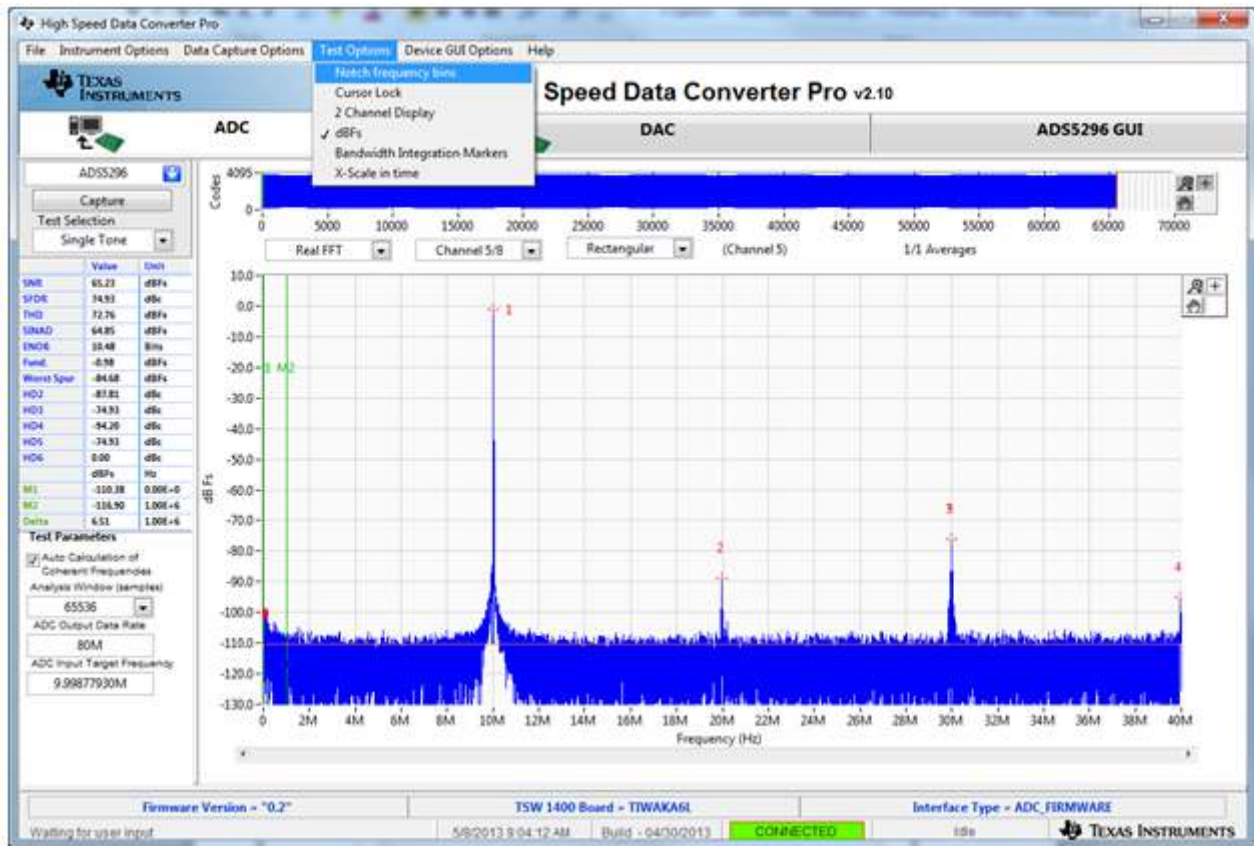 High Speed Data Converter Pro
File Instrument Options Data Capture Options Test Options Device GUI Options Help
Notch frequency bins
Cursor Lock
2 Channel Display
✓ dBFs
Bandwidth Integration Markers
X-Scale in time
TEXAS INSTRUMENTS
Speed Data Converter Pro v2.10
ADC
DAC
ADS5296 GUI
ADS5296
Capture
Test Selection
Single Tone
Value Unit
SNR 65.23 dBFs
SFDR 74.93 dBc
THD 72.76 dBFs
SINAD 64.85 dBFs
ENOB 10.48 Bits
Fund. -0.98 dBFs
Worst Spur -84.68 dBFs
HD2 -87.81 dBc
HD3 -74.93 dBc
HD4 -94.20 dBc
HD5 -74.93 dBc
HD6 0.00 dBc
dBFs Hz
M1 -110.38 0.00E+0
M2 -116.90 1.00E+6
Delta 6.51 1.00E+6
Test Parameters
Auto Calculation of
Coherent Frequencies
Analysis Window (samples)
65536
ADC Output Data Rate
80M
ADC Input Target Frequency
9.99877930M
Codes
4095
0
0 5000 10000 15000 20000 25000 30000 35000 40000 45000 50000 55000 60000 65000 70000
Real FFT
Channel 5/8
Rectangular
(Channel 5)
1/1 Averages
dB Fs
10.0
0.0
-10.0
-20.0
-30.0
-40.0
-50.0
-60.0
-70.0
-80.0
-90.0
-100.0
-110.0
-120.0
-130.0
M2
1
2
3
4
0 2M 4M 6M 8M 10M 12M 14M 16M 18M 20M 22M 24M 26M 28M 30M 32M 34M 36M 38M 40M
Frequency (Hz)
Firmware Version = "0.2"
TSW 1400 Board = TIWAKA6L
Interface Type = ADC_FIRMWARE
Waiting for user input
5/8/2013 9:04:12 AM
Build - 04/30/2013
CONNECTED
Idle
TEXAS INSTRUMENTS